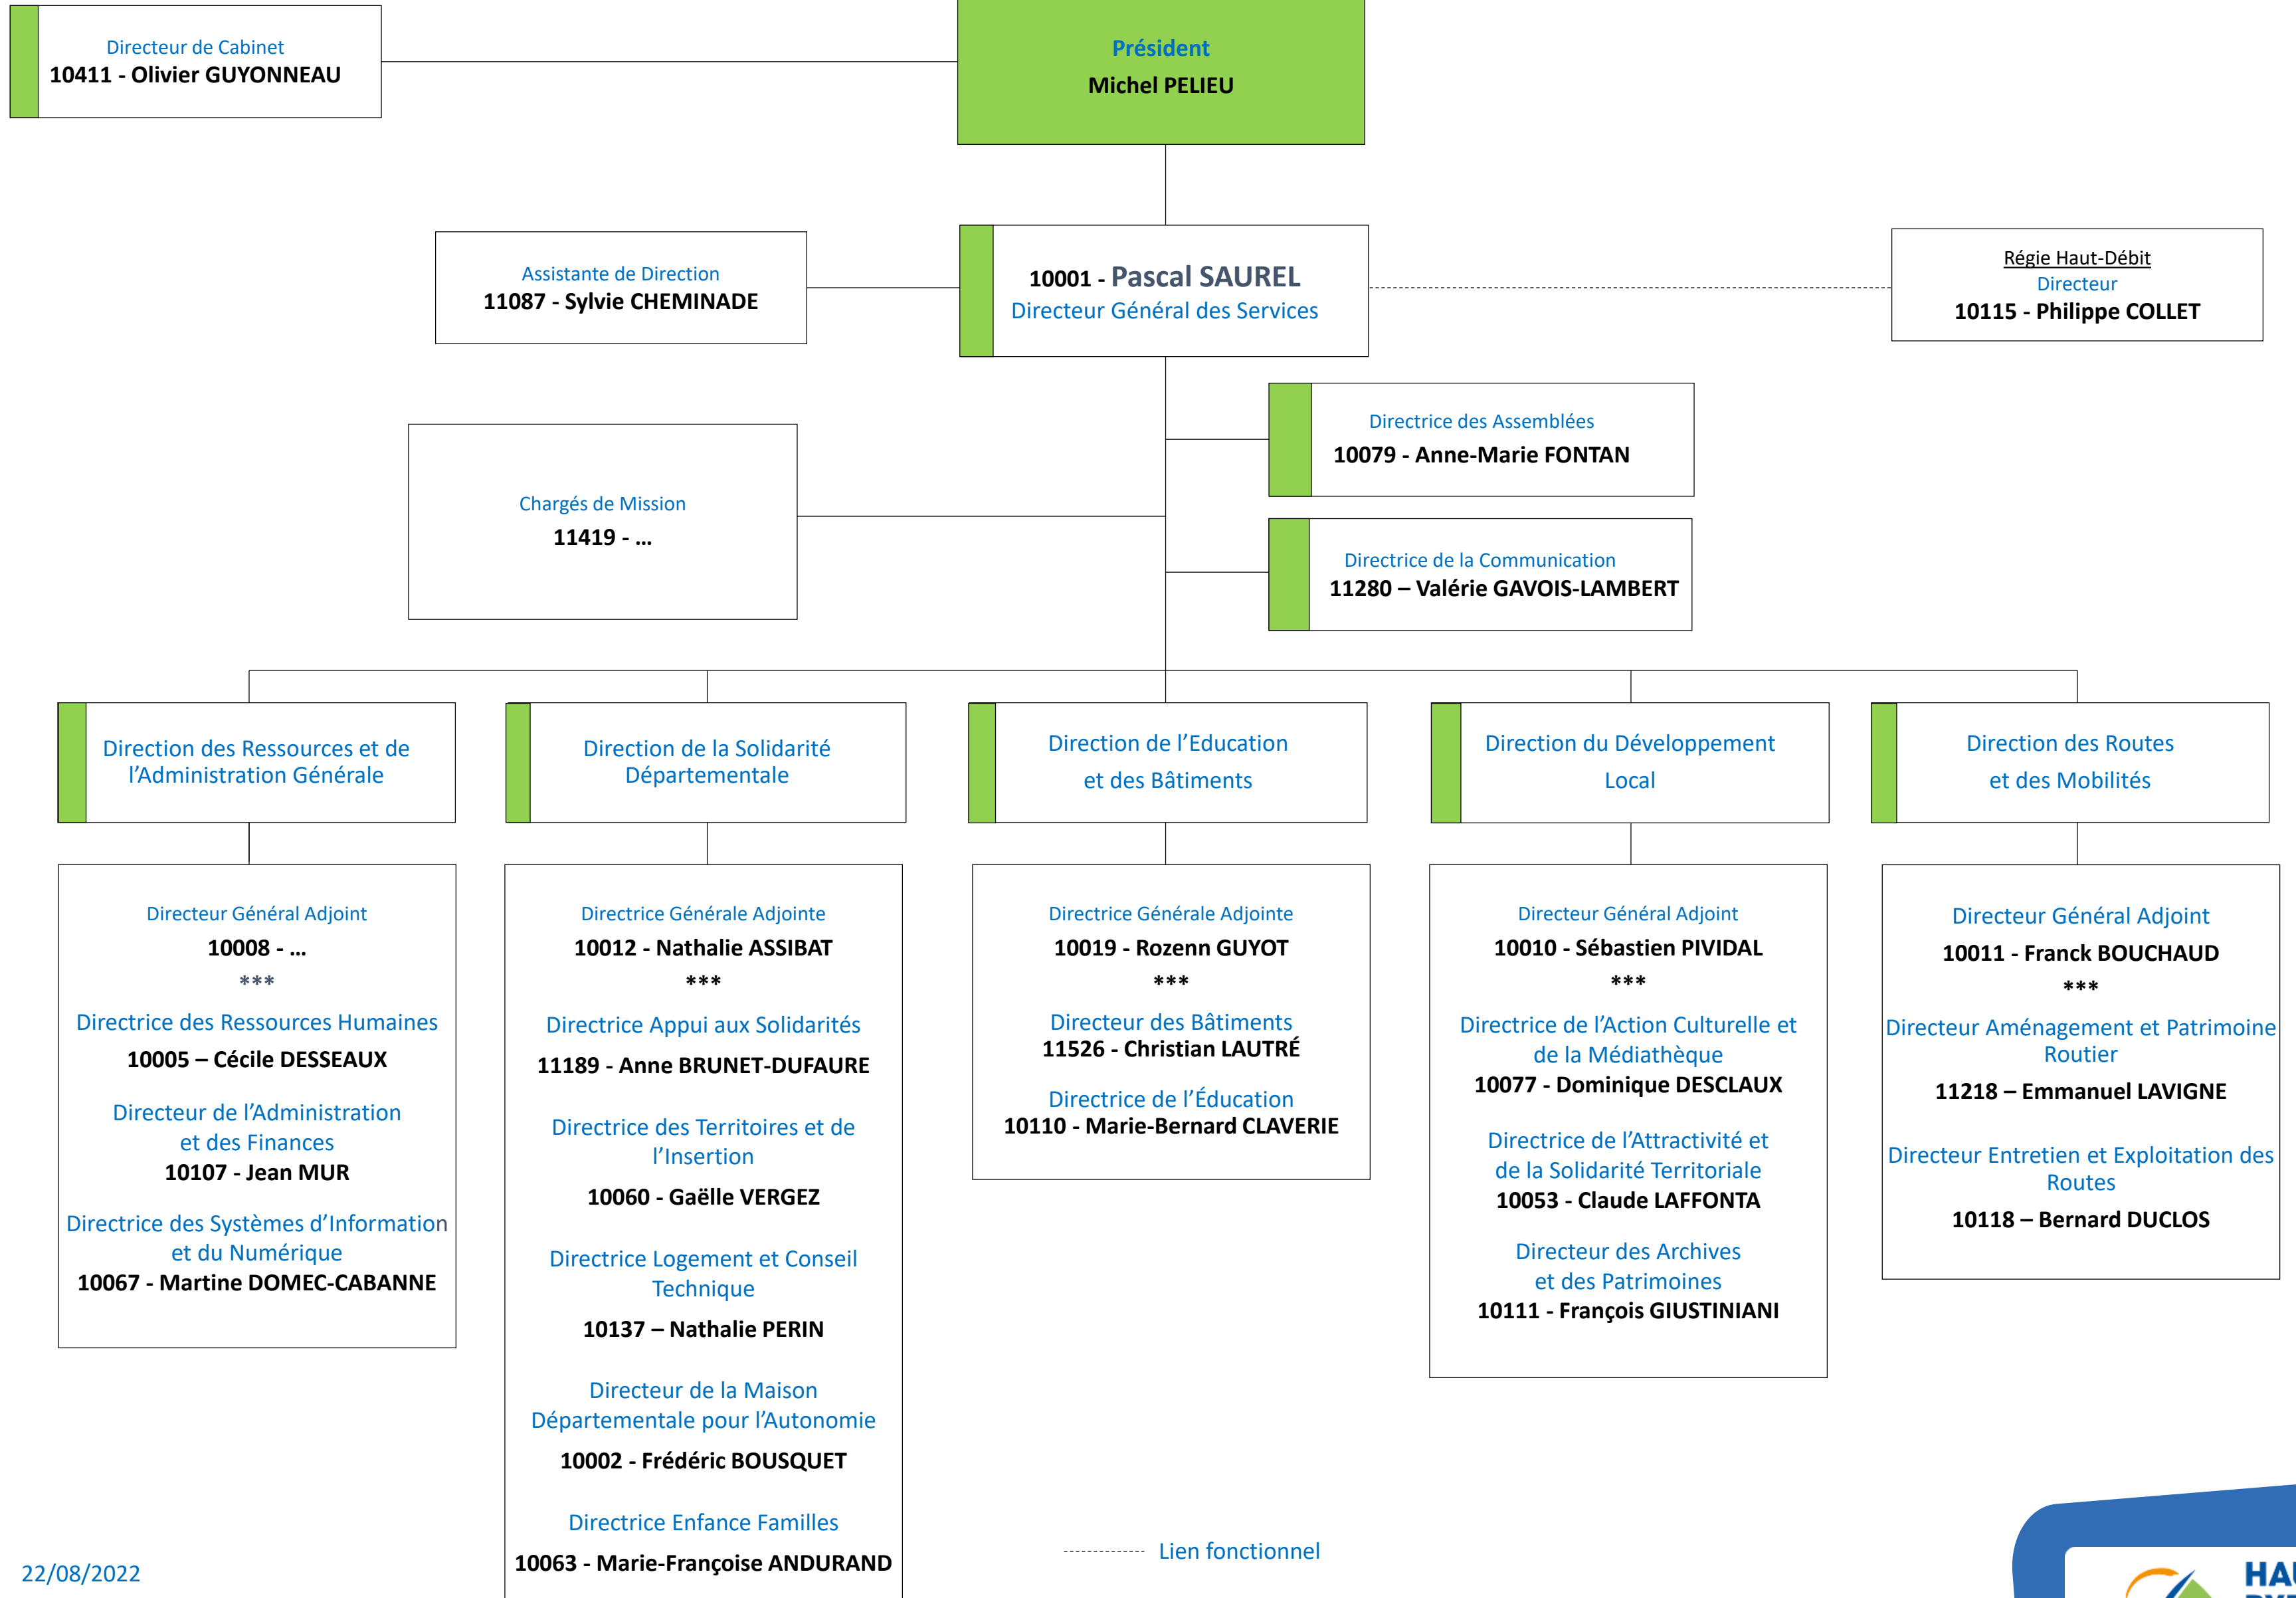 Directeur de Cabinet
10411 - Olivier GUYONNEAU
Président
Michel PELIEU
Assistante de Direction
11087 - Sylvie CHEMINADE
10001 - Pascal SAUREL
Directeur Général des Services
Régie Haut-Débit
Directeur
10115 - Philippe COLLET
Directrice des Assemblées
10079 - Anne-Marie FONTAN
Chargés de Mission
11419 - ...
Directrice de la Communication
11280 – Valérie GAVOIS-LAMBERT
Direction des Ressources et de
l’Administration Générale
Direction de la Solidarité
Départementale
Direction de l’Education
et des Bâtiments
Direction du Développement
Local
Direction des Routes
et des Mobilités
Directeur Général Adjoint
10008 - ...
***
Directrice des Ressources Humaines
10005 – Cécile DESSEAUX
Directeur de l’Administration
et des Finances
10107 - Jean MUR
Directrice des Systèmes d’Information
et du Numérique
10067 - Martine DOMEC-CABANNE
Directrice Générale Adjointe
10012 - Nathalie ASSIBAT
***
Directrice Appui aux Solidarités
11189 - Anne BRUNET-DUFAURE
Directrice des Territoires et de
l’Insertion
10060 - Gaëlle VERGEZ
Directrice Logement et Conseil
Technique
10137 – Nathalie PERIN
Directeur de la Maison
Départementale pour l’Autonomie
10002 - Frédéric BOUSQUET
Directrice Enfance Familles
10063 - Marie-Françoise ANDURAND
Directrice Générale Adjointe
10019 - Rozenn GUYOT
***
Directeur des Bâtiments
11526 - Christian LAUTRÉ
Directrice de l’Éducation
10110 - Marie-Bernard CLAVERIE
Directeur Général Adjoint
10010 - Sébastien PIVIDAL
***
Directrice de l’Action Culturelle et
de la Médiathèque
10077 - Dominique DESCLAUX
Directrice de l’Attractivité et
de la Solidarité Territoriale
10053 - Claude LAFFONTA
Directeur des Archives
et des Patrimoines
10111 - François GIUSTINIANI
Directeur Général Adjoint
10011 - Franck BOUCHAUD
***
Directeur Aménagement et Patrimoine
Routier
11218 – Emmanuel LAVIGNE
Directeur Entretien et Exploitation des
Routes
10118 – Bernard DUCLOS
Lien fonctionnel
22/08/2022